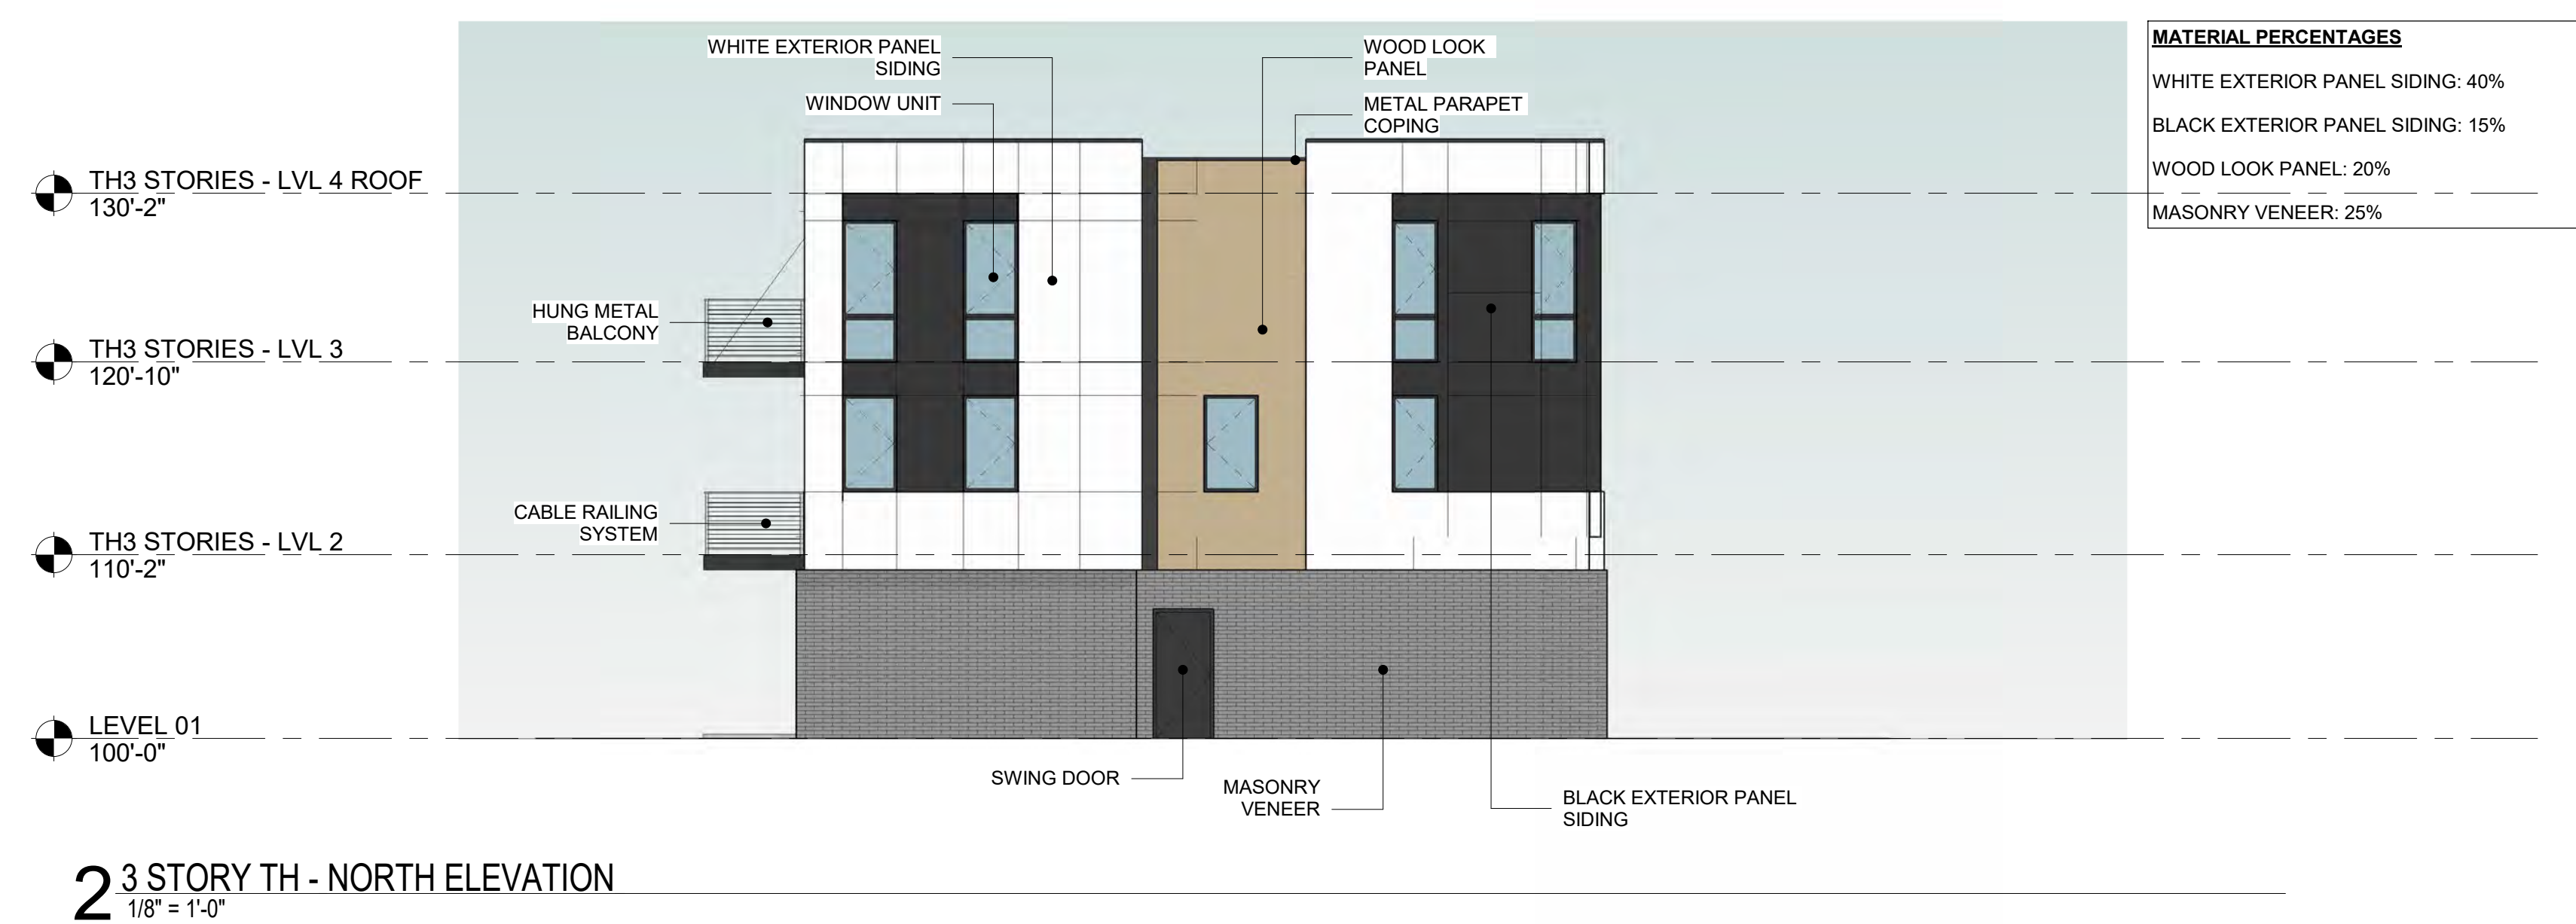 WHITE EXTERIOR PANEL
SIDING
WINDOW UNIT
WOOD LOOK
PANEL
METAL PARAPET
COPING
MATERIAL PERCENTAGES
WHITE EXTERIOR PANEL SIDING: 40%
BLACK EXTERIOR PANEL SIDING: 15%
WOOD LOOK PANEL: 20%
MASONRY VENEER: 25%
TH3 STORIES - LVL 4 ROOF
130'-2"
HUNG METAL
BALCONY
TH3 STORIES - LVL 3
120'-10"
CABLE RAILING
SYSTEM
TH3 STORIES - LVL 2
110'-2"
LEVEL 01
100'-0"
SWING DOOR
MASONRY
VENEER
BLACK EXTERIOR PANEL
SIDING
2 3 STORY TH - NORTH ELEVATION
1/8" = 1'-0"